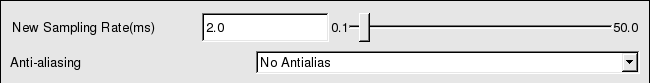 New Sampling Rate(ms) 2.0 0.1 50.0
Anti-aliasing No Antialias